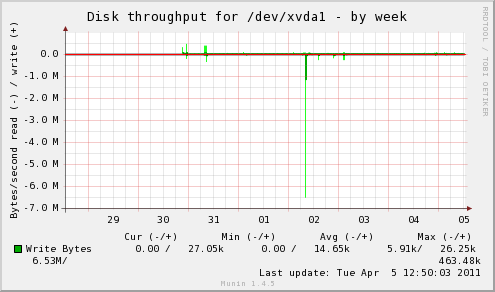 Disk throughput for /dev/xvda1 - by week
RRDTOOL / TOBI OETIKER
Bytes/second read (-) / write (+)
0.0
-1.0 M
-2.0 M
-3.0 M
-4.0 M
-5.0 M
-6.0 M
-7.0 M
29 30 31 01 02 03 04 05
Cur (-/+) Min (-/+) Avg (-/+) Max (-/+)
Write Bytes 0.00 / 27.05k 0.00 / 14.65k 5.91k/ 26.25k
6.53M/ 463.48k
Last update: Tue Apr 5 12:50:03 2011
Munin 1.4.5